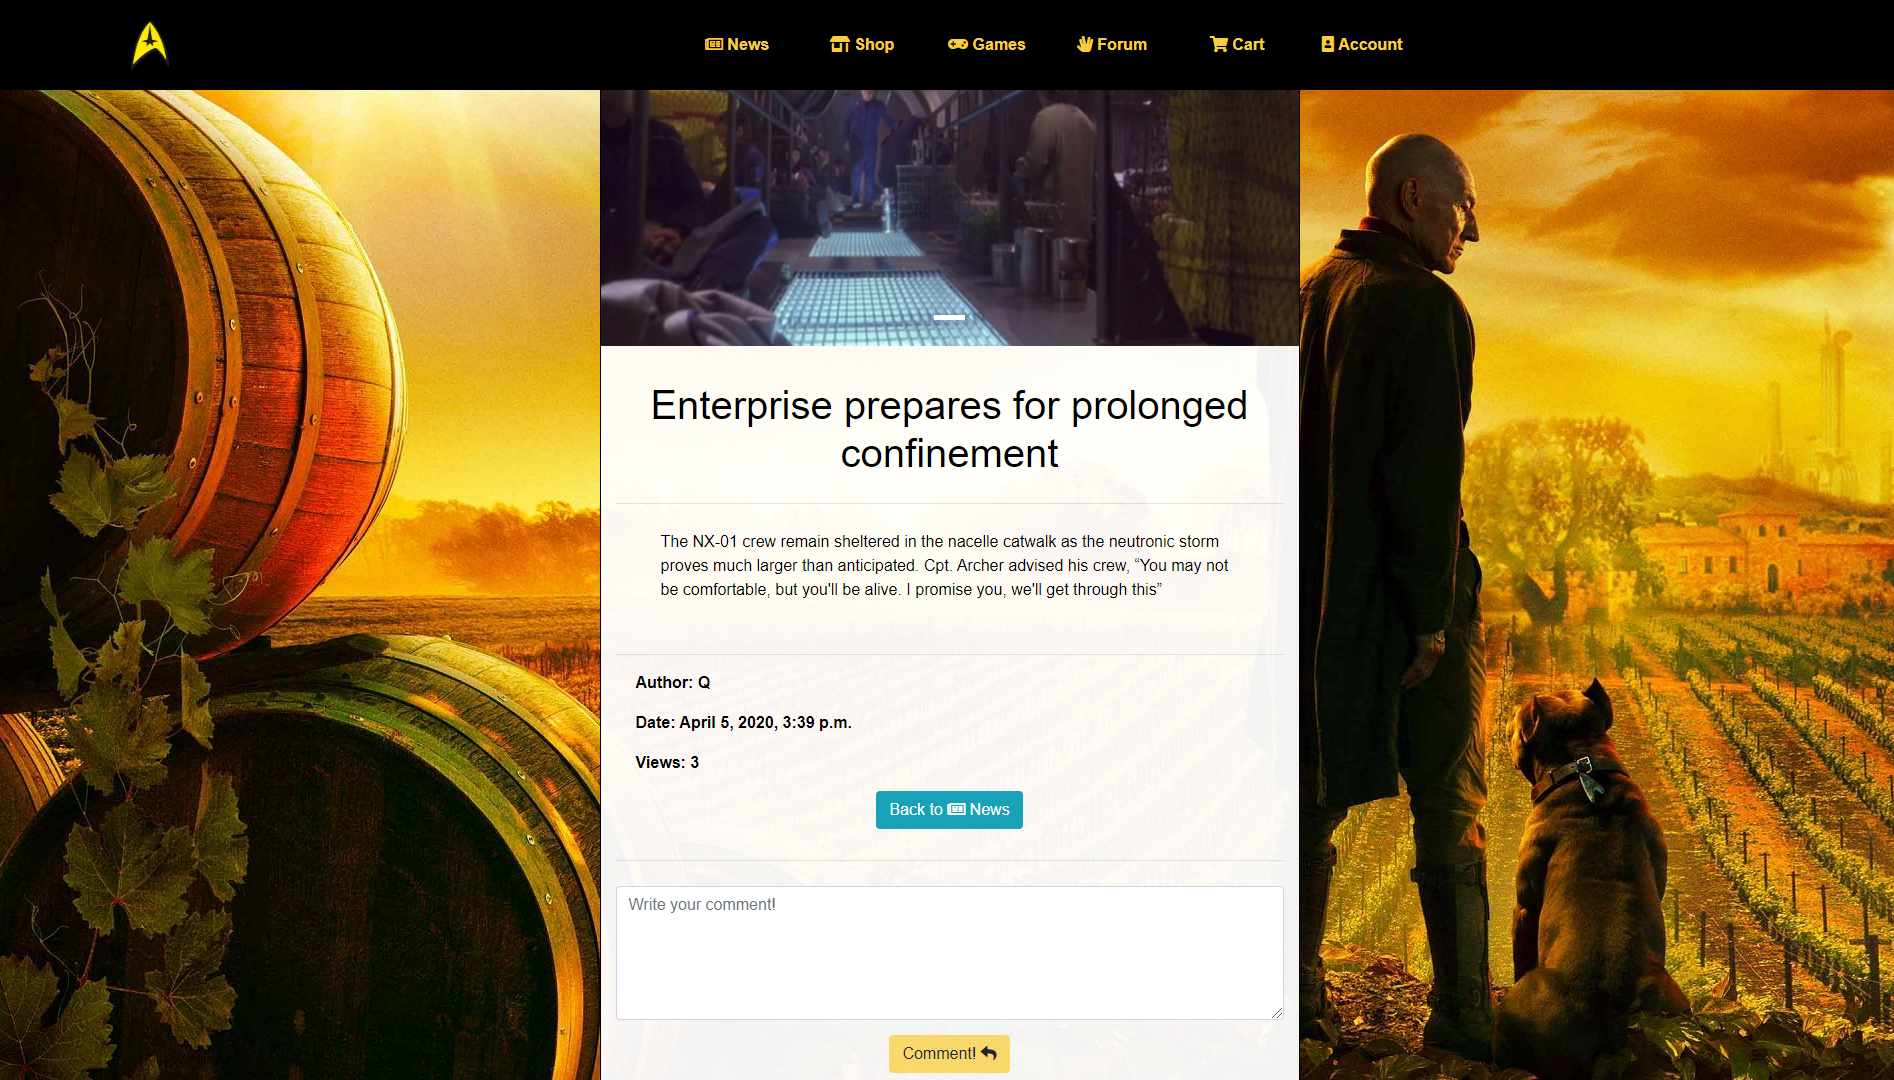 News Shop Games Forum Cart Account
Enterprise prepares for prolonged
confinement
The NX-01 crew remain sheltered in the nacelle catwalk as the neutronic storm
proves much larger than anticipated. Cpt. Archer advised his crew, “You may not
be comfortable, but you'll be alive. I promise you, we'll get through this”
Author: Q
Date: April 5, 2020, 3:39 p.m.
Views: 3
Back to News
Write your comment!
Comment!